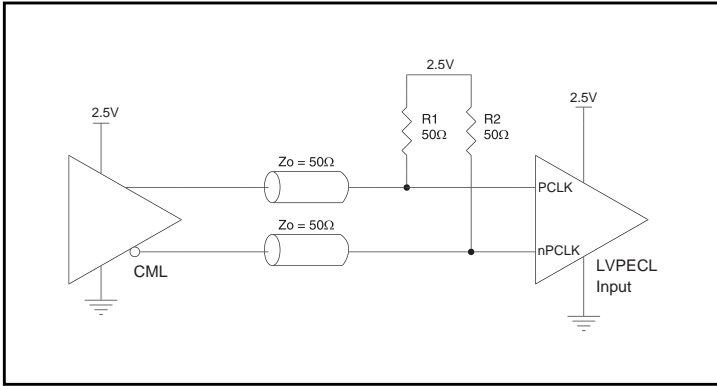 2.5V
2.5V
2.5V
R1
50Ω
R2
50Ω
Zo = 50Ω
PCLK
Zo = 50Ω
nPCLK
CML
LVPECL
Input